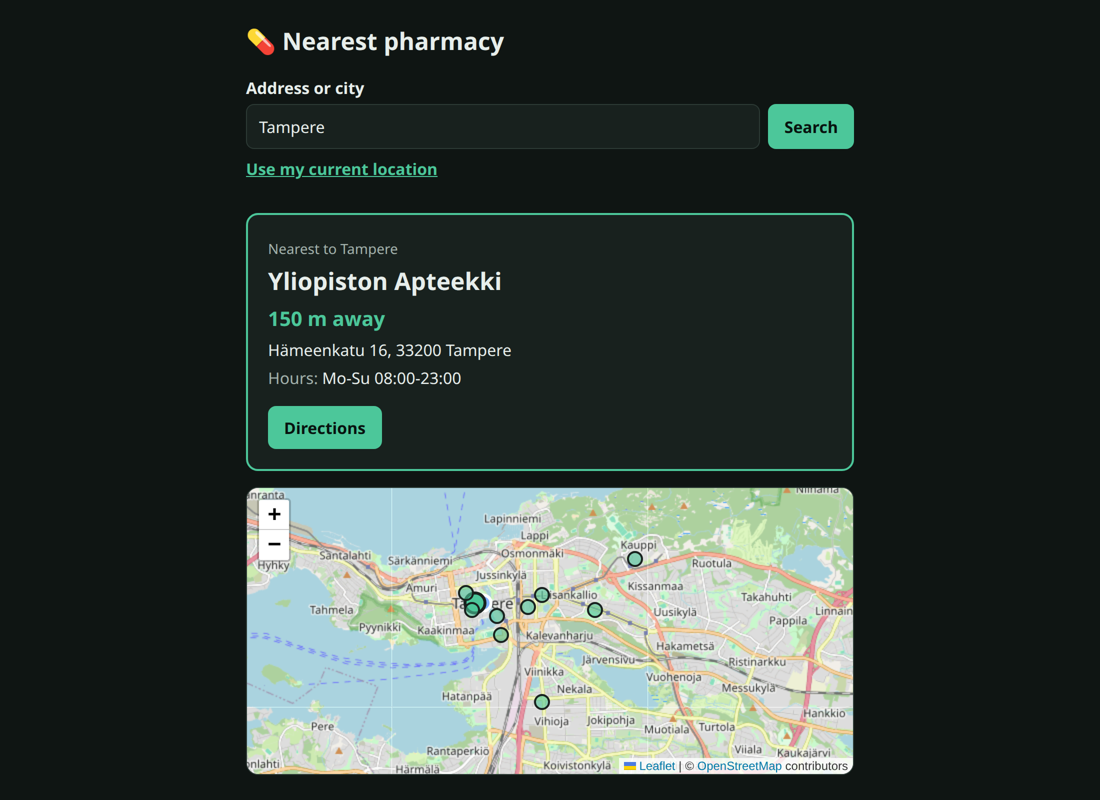 💊 Nearest pharmacy
Address or city
Tampere
Search
Use my current location
Nearest to Tampere
Yliopiston Apteekki
150 m away
Hämeenkatu 16, 33200 Tampere
Hours: Mo-Su 08:00-23:00
Directions
+
−
Lapinniemi
Lappi
Kauppi
Santalahti
Särkänniemi
Osmonmäki
Ruotula
Hyhky
Jussinkylä
Kissanmaa
Amuri
Takahuhti
Tahmela
Uusikylä
Pappila
Pyynikki
Kaakinmaa
Kalevanharju
Hakametsä
Järvensivu
Ristinarkku
Viinikka
Vuohenoja
Hatanpää
Nekala
Messukylä
Hankkio
Pere
Vihioja
Jokipohja
Muotiala
Turtola
Rantaperkiö
Viiala
Kaukajärvi
Härmälä
Koivistonkylä
Leaflet | © OpenStreetMap contributors